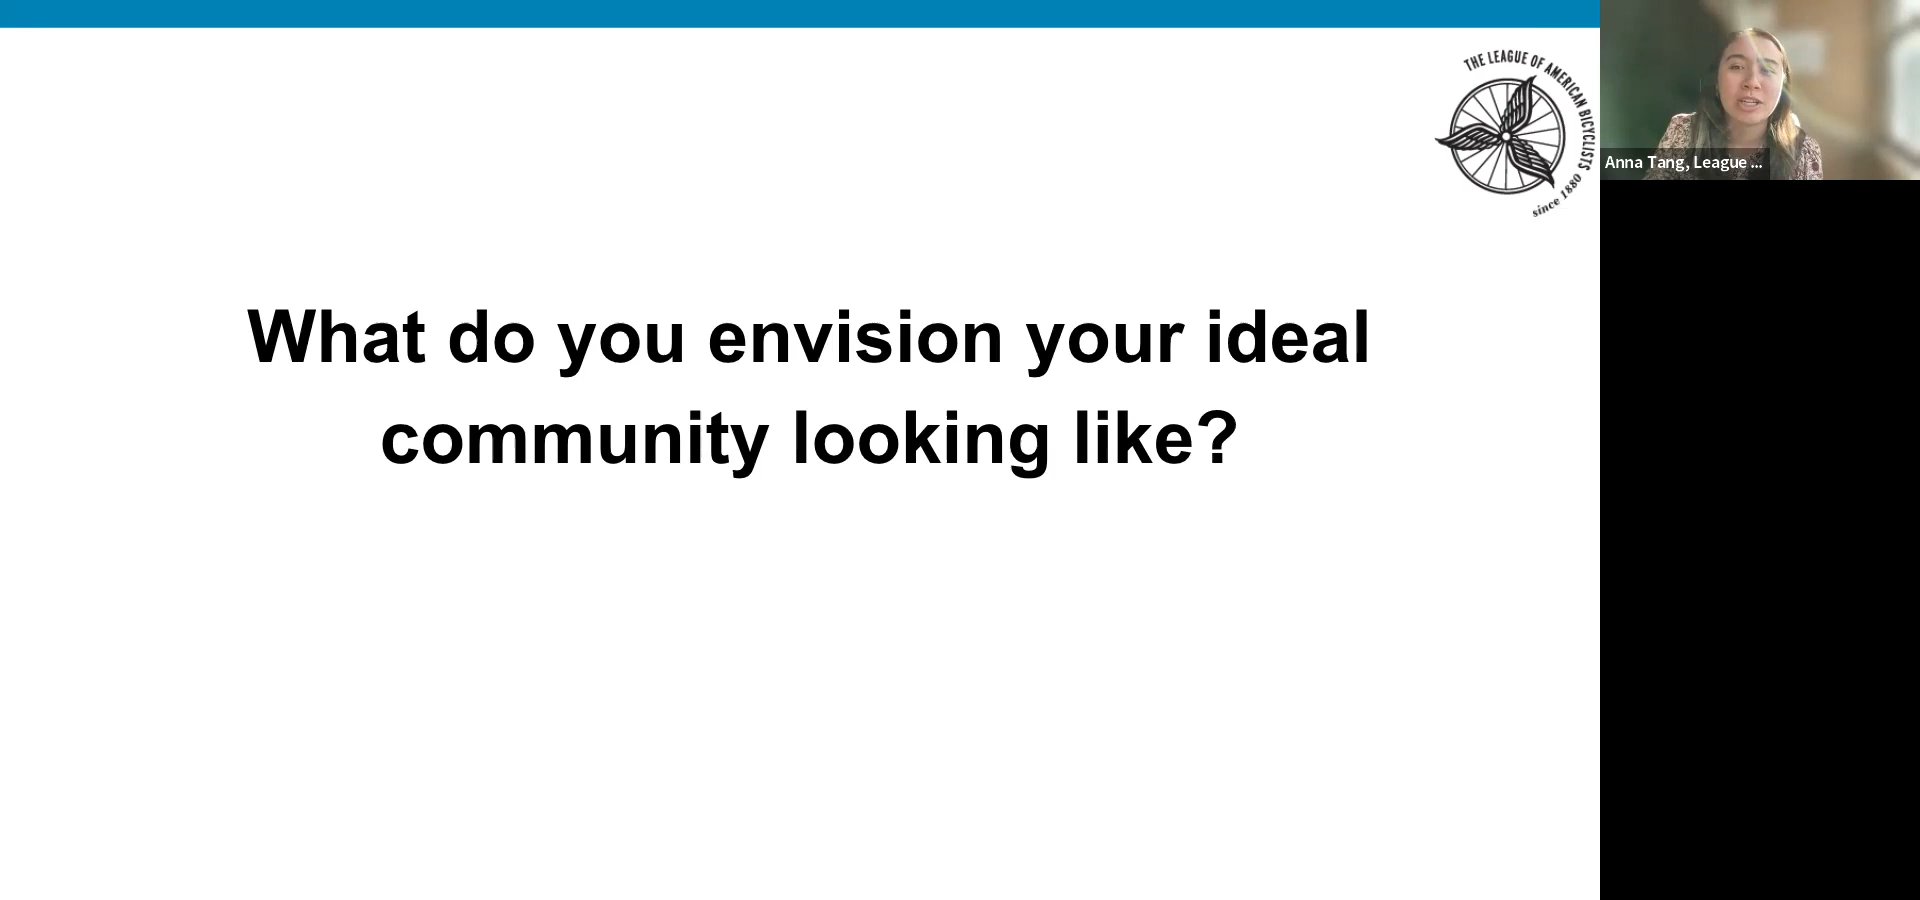 THE LEAGUE OF AMERICAN BICYCLISTS
since 1880
Anna Tang, League ...
What do you envision your ideal
community looking like?